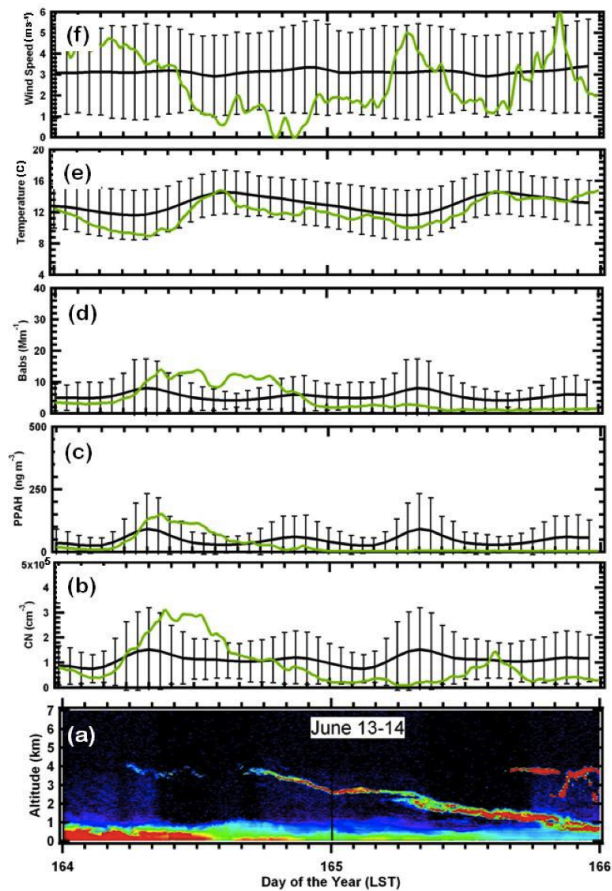 (f)
Wind Speed (ms⁻¹)
6
5
4
3
2
1
0
(e)
Temperature (C)
20
16
12
8
4
(d)
Babs (Mm⁻¹)
40
30
20
10
0
(c)
PPAH (ng m⁻³)
500
250
0
(b)
CN (cm⁻³)
5x10⁵
4
3
2
1
0
(a)
June 13-14
Altitude (km)
7
6
5
4
3
2
1
0
164 165 166
Day of the Year (LST)